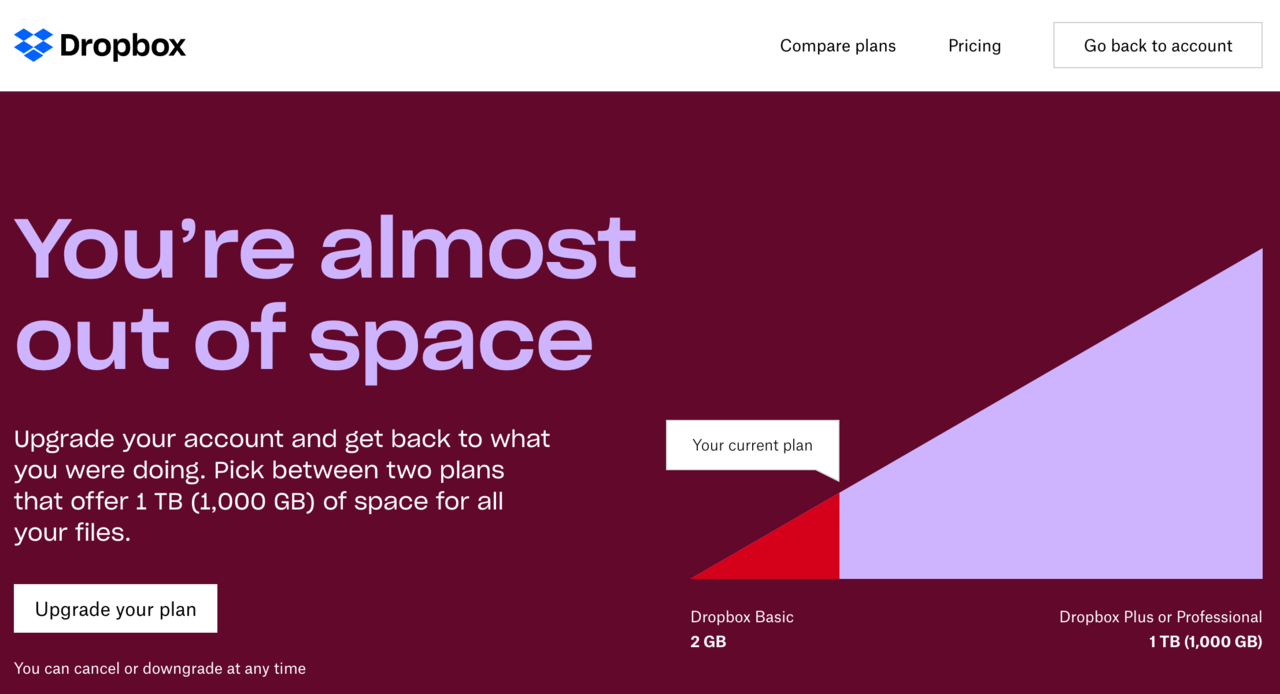 Dropbox
Compare plans
Pricing
Go back to account
You’re almost
out of space
Upgrade your account and get back to what
you were doing. Pick between two plans
that offer 1 TB (1,000 GB) of space for all
your files.
Upgrade your plan
You can cancel or downgrade at any time
Your current plan
Dropbox Basic
2 GB
Dropbox Plus or Professional
1 TB (1,000 GB)